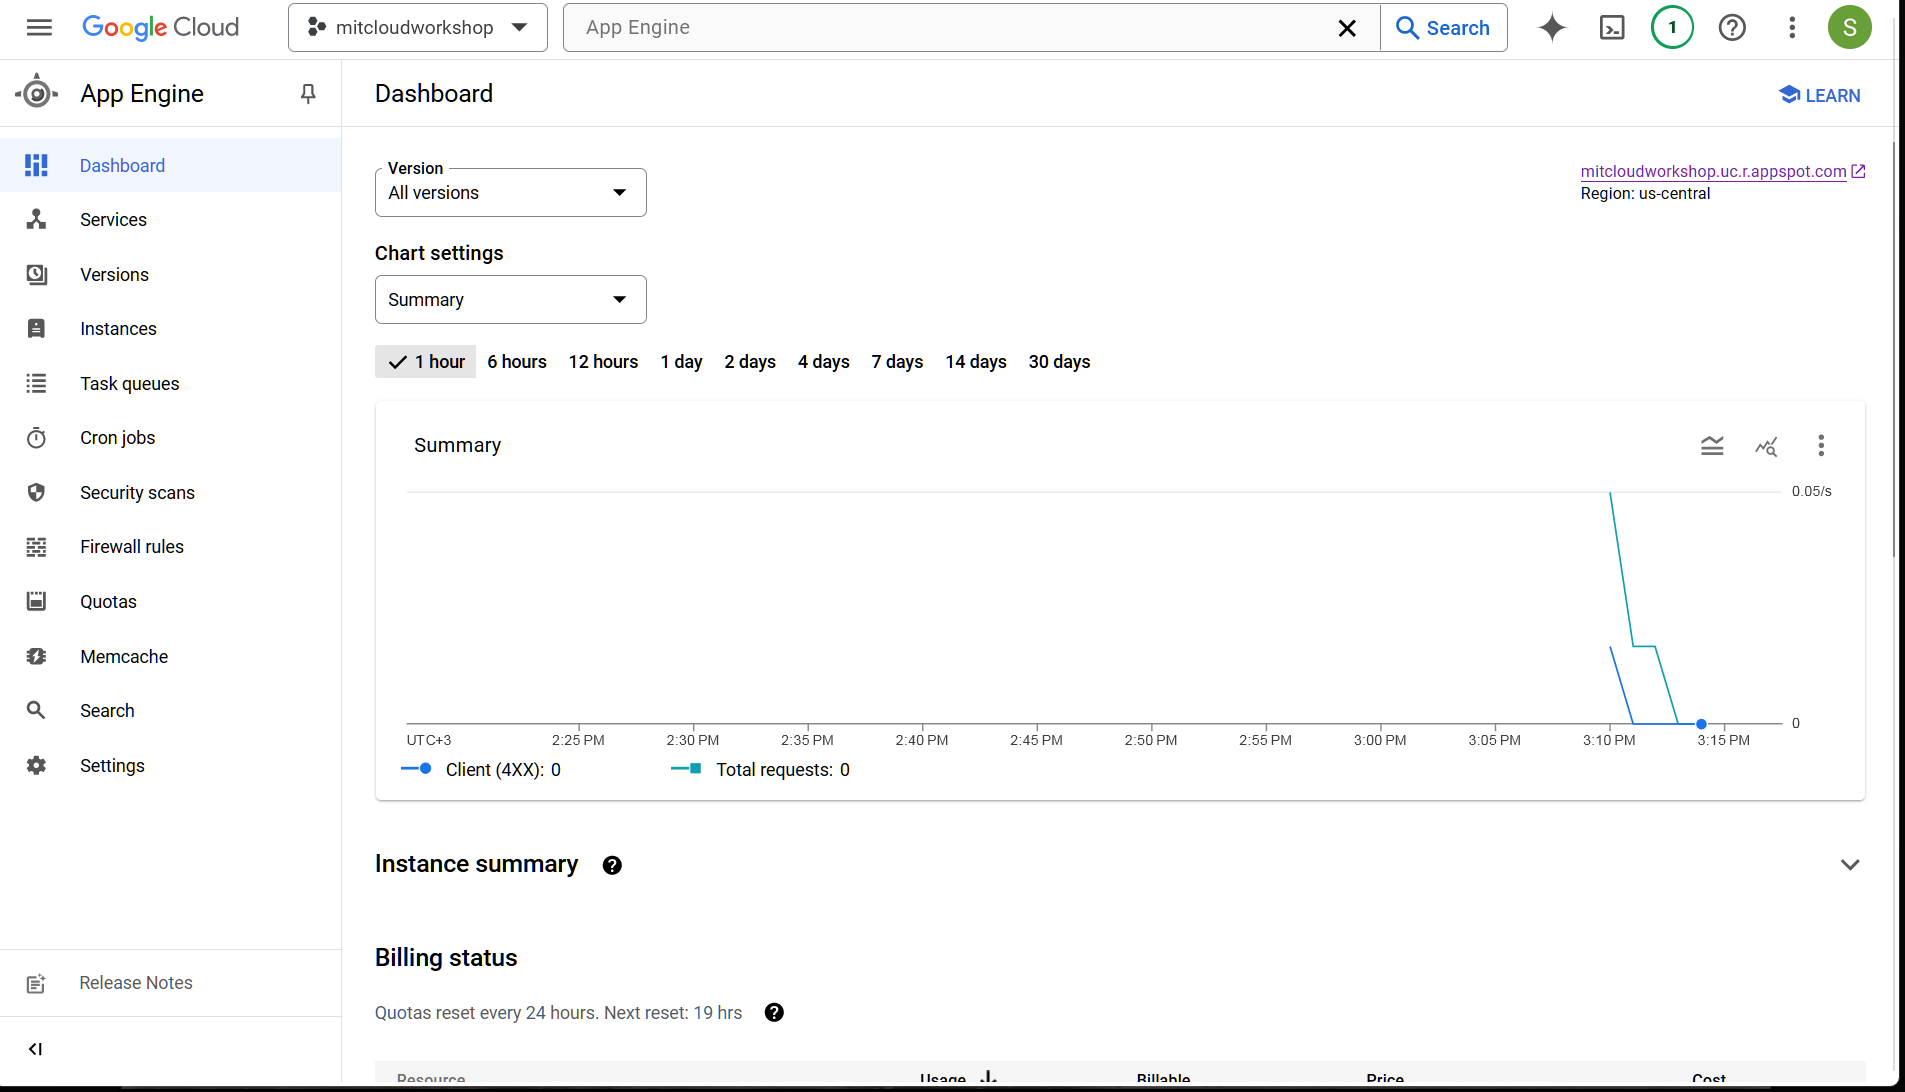 Google Cloud
mitcloudworkshop
App Engine
Search
1
S
App Engine
Dashboard
LEARN
Dashboard
Services
Versions
Instances
Task queues
Cron jobs
Security scans
Firewall rules
Quotas
Memcache
Search
Settings
Release Notes
Version
All versions
mitcloudworkshop.uc.r.appspot.com
Region: us-central
Chart settings
Summary
1 hour 6 hours 12 hours 1 day 2 days 4 days 7 days 14 days 30 days
Summary
0.05/s
0
UTC+3 2:25 PM 2:30 PM 2:35 PM 2:40 PM 2:45 PM 2:50 PM 2:55 PM 3:00 PM 3:05 PM 3:10 PM 3:15 PM
Client (4XX): 0 Total requests: 0
Instance summary
Billing status
Quotas reset every 24 hours. Next reset: 19 hrs
Resource Usage Billable Price Cost